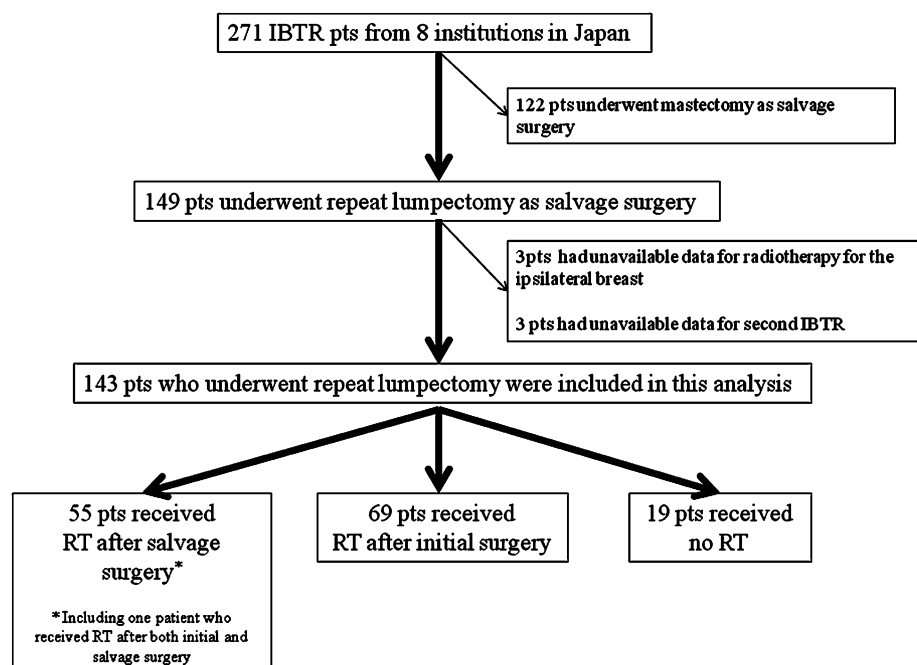 271 IBTR pts from 8 institutions in Japan
122 pts underwent mastectomy as salvage
surgery
149 pts underwent repeat lumpectomy as salvage surgery
3pts had unavailable data for radiotherapy for the
ipsilateral breast
3 pts had unavailable data for second IBTR
143 pts who underwent repeat lumpectomy were included in this analysis
55 pts received
RT after salvage
surgery*
*Including one patient who
received RT after both initial and
salvage surgery
69 pts received
RT after initial surgery
19 pts received
no RT